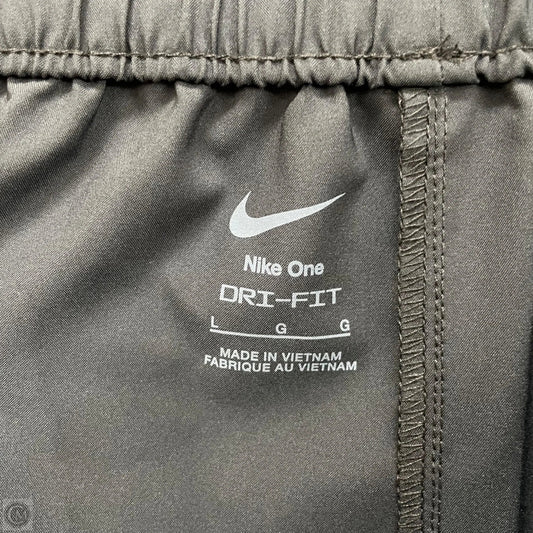 Nike One
DRI-FIT
L G G
MADE IN VIETNAM
FABRIQUE AU VIETNAM